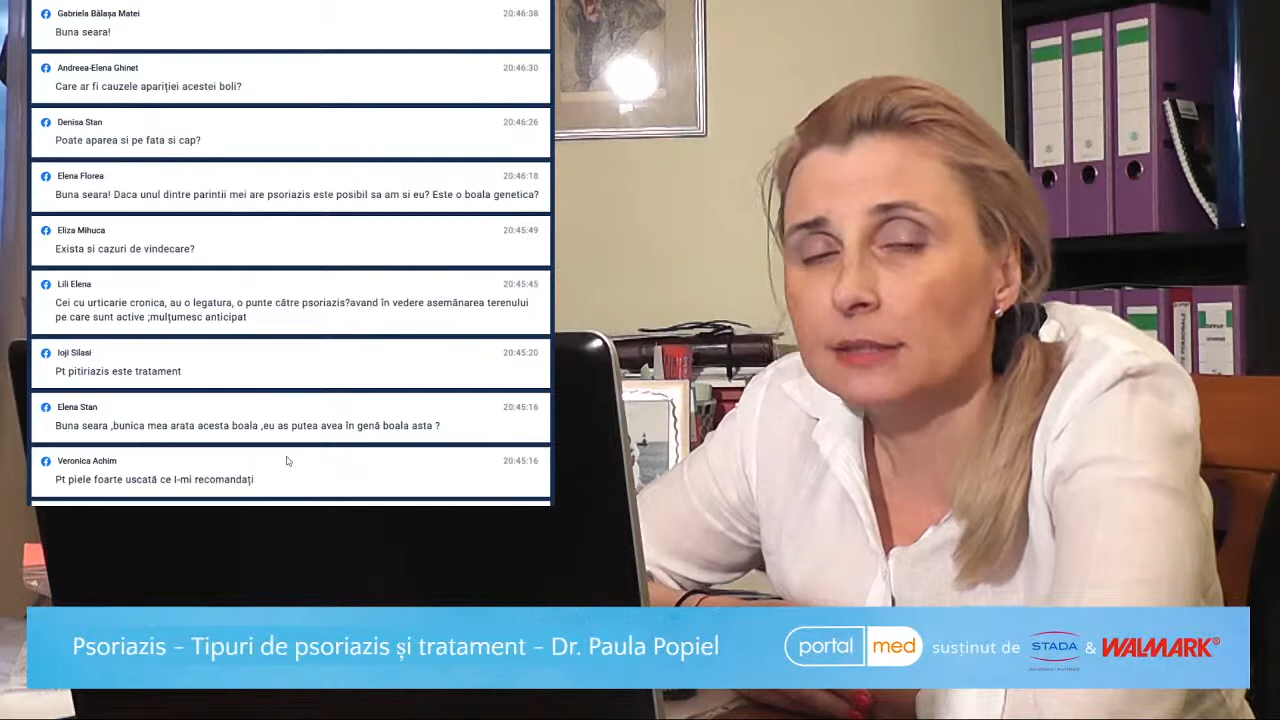 Gabriela Bălașa Matei 20:46:38
Buna seara!
Andreea-Elena Ghinet 20:46:30
Care ar fi cauzele apariției acestei boli?
Denisa Stan 20:46:26
Poate aparea si pe fata si cap?
Elena Florea 20:46:18
Buna seara! Daca unul dintre parintii mei are psoriazis este posibil sa am si eu? Este o boala genetica?
Eliza Mihuca 20:45:49
Exista si cazuri de vindecare?
Lili Elena 20:45:45
Cei cu urticarie cronica, au o legatura, o punte către psoriazis?avand în vedere asemănarea terenului
pe care sunt active ;mulțumesc anticipat
Ioji Silasi 20:45:20
Pt pitiriazis este tratament
Elena Stan 20:45:16
Buna seara ,bunica mea arata acesta boala ,eu as putea avea în genă boala asta ?
Veronica Achim 20:45:16
Pt piele foarte uscată ce l-mi recomandați
Psoriazis - Tipuri de psoriazis și tratament - Dr. Paula Popiel
portal med susținut de STADA & WALMARK®